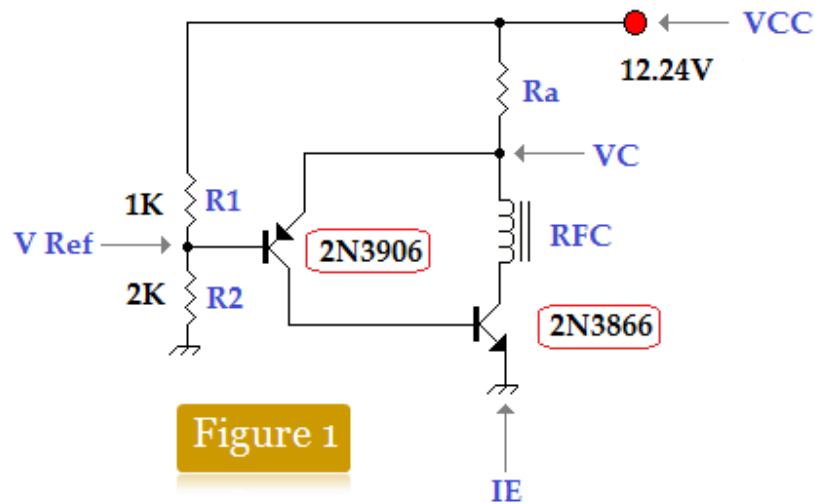 VCC
12.24V
Ra
VC
1K R1
V Ref
2N3906
RFC
2K R2
2N3866
Figure 1
IE